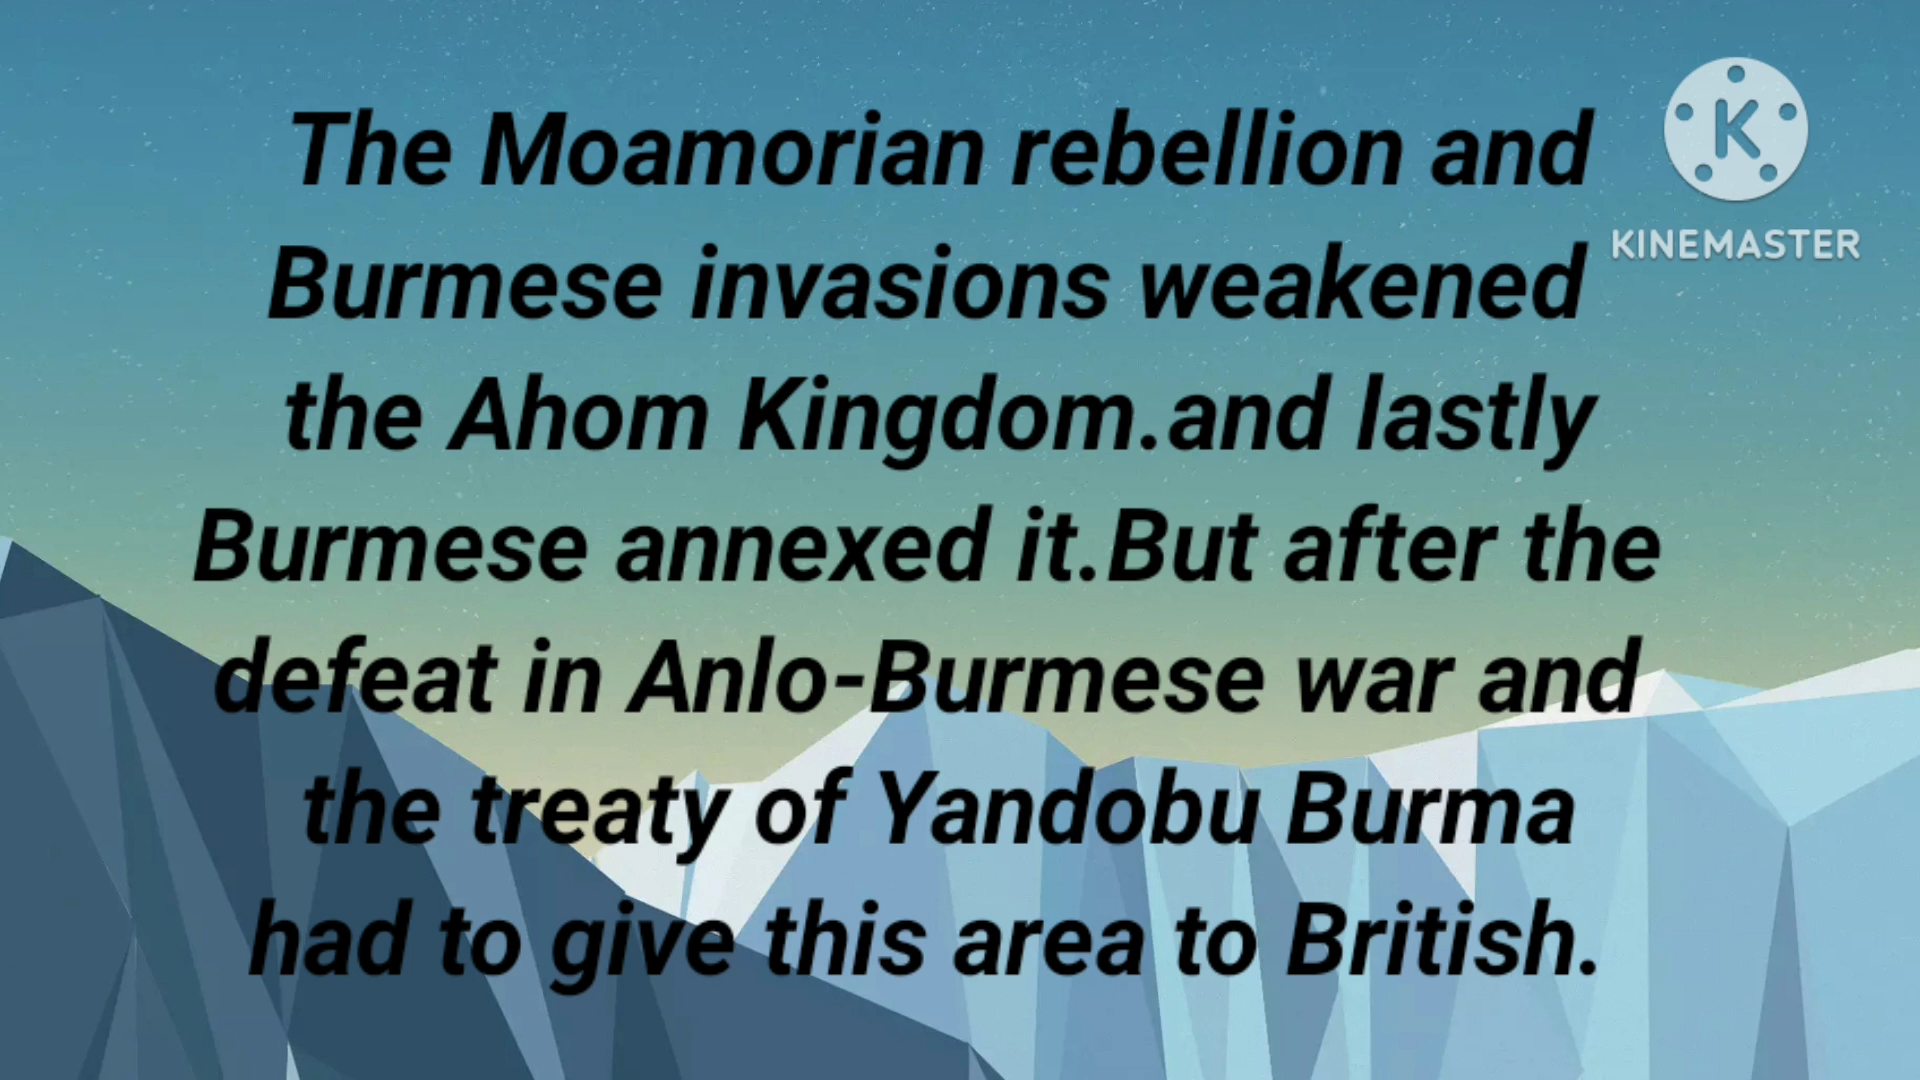 The Moamorian rebellion and
Burmese invasions weakened
the Ahom Kingdom.and lastly
Burmese annexed it.But after the
defeat in Anlo-Burmese war and
the treaty of Yandobu Burma
had to give this area to British.
K
KINEMASTER